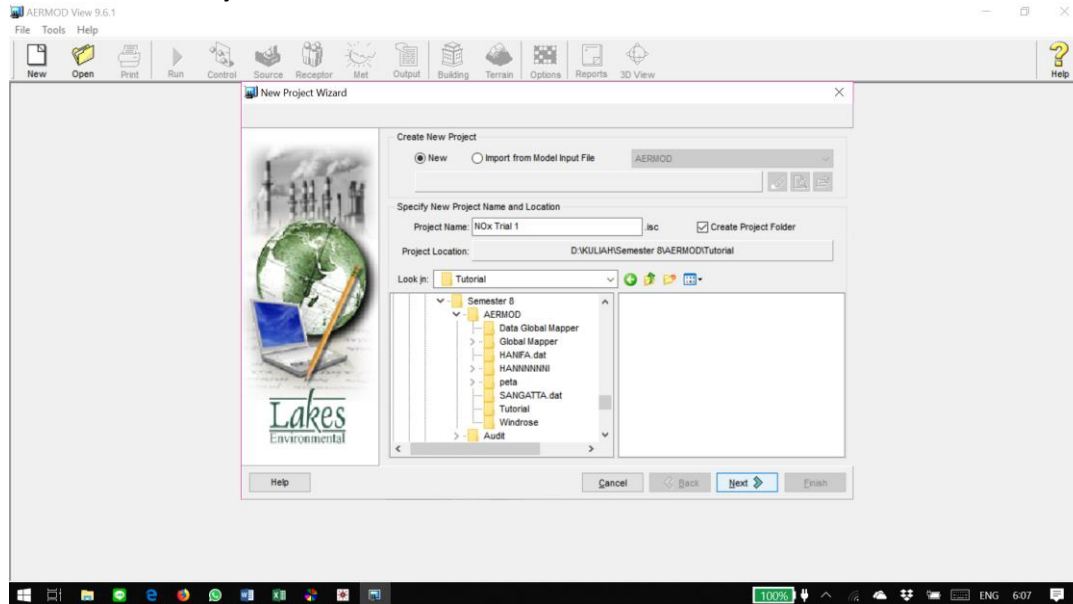 AERMOD View 9.6.1
File Tools Help
New Open Print Run Control Source Receptor Met Output Building Terrain Options Reports 3D View Help
New Project Wizard
Create New Project
New Import from Model Input File AERMOD
Specify New Project Name and Location
Project Name: NOx Trial 1 .isc Create Project Folder
Project Location: D:\KULIAH\Semester 8\AERMOD\Tutorial
Look in: Tutorial
Semester 8
AERMOD
Data Global Mapper
Global Mapper
HANIFA.dat
HANNNNNNI
peta
SANGATTA.dat
Tutorial
Windrose
Audit
Lakes
Environmental
Help Cancel Back Next Finish
100% ENG 6:07